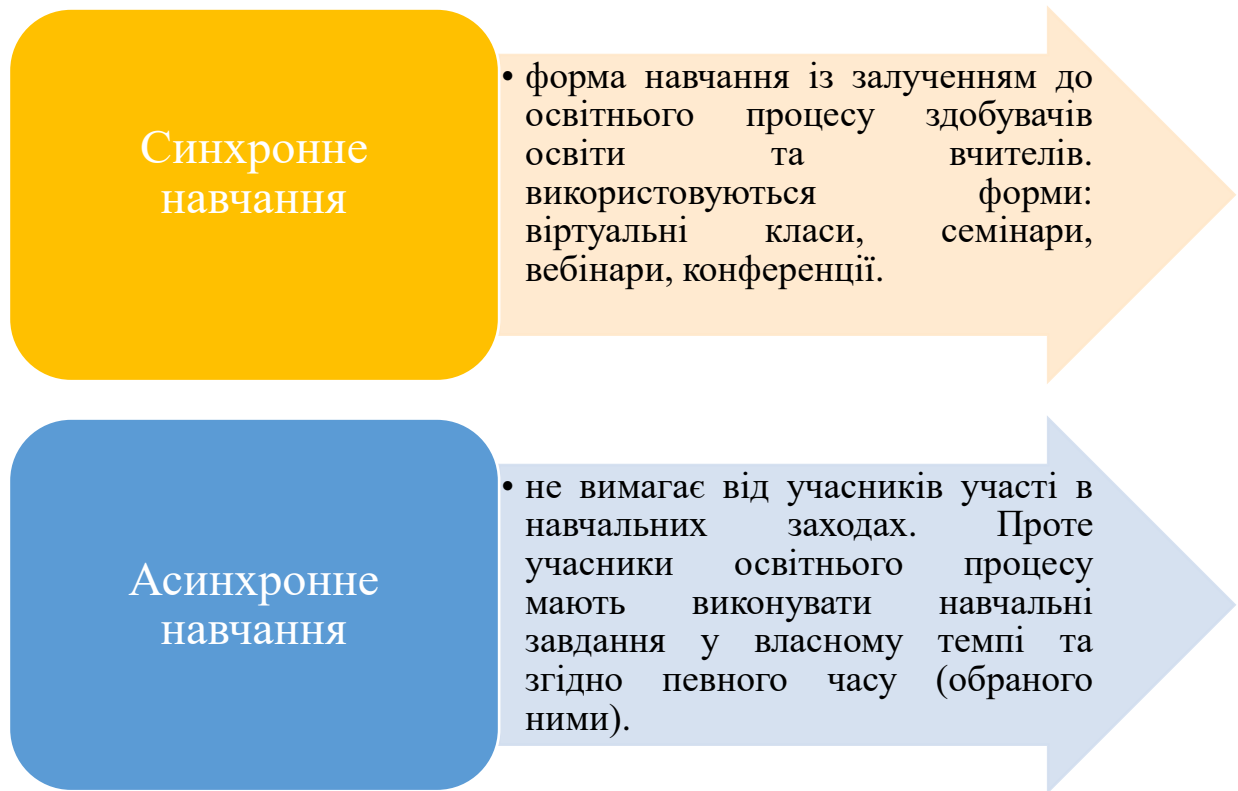 Синхронне
навчання
• форма навчання із залученням до
освітнього процесу здобувачів
освіти та вчителів.
використовуються форми:
віртуальні класи, семінари,
вебінари, конференції.
Асинхронне
навчання
• не вимагає від учасників участі в
навчальних заходах. Проте
учасники освітнього процесу
мають виконувати навчальні
завдання у власному темпі та
згідно певного часу (обраного
ними).